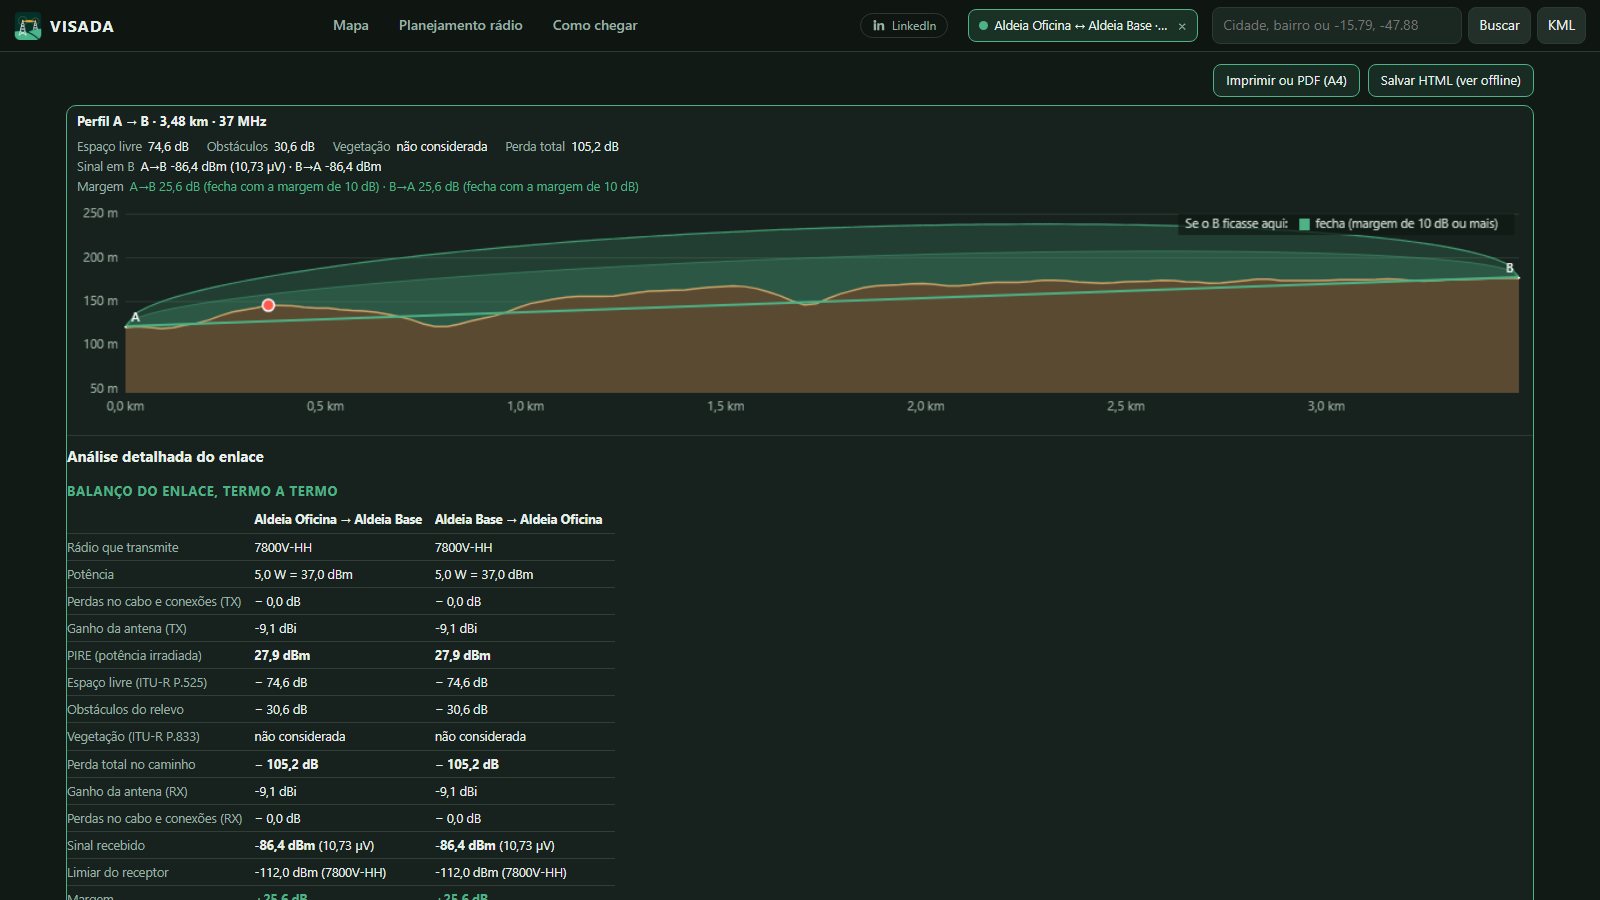 VISADA Mapa Planejamento rádio Como chegar in LinkedIn Aldeia Oficina ↔ Aldeia Base ·... × Cidade, bairro ou -15.79, -47.88 Buscar KML
Imprimir ou PDF (A4) Salvar HTML (ver offline)
Perfil A → B · 3,48 km · 37 MHz
Espaço livre 74,6 dB Obstáculos 30,6 dB Vegetação não considerada Perda total 105,2 dB
Sinal em B A→B -86,4 dBm (10,73 µV) · B→A -86,4 dBm
Margem A→B 25,6 dB (fecha com a margem de 10 dB) · B→A 25,6 dB (fecha com a margem de 10 dB)
250 m
Se o B ficasse aqui: fecha (margem de 10 dB ou mais)
200 m
B
150 m
A
100 m
50 m
0,0 km 0,5 km 1,0 km 1,5 km 2,0 km 2,5 km 3,0 km
Análise detalhada do enlace
BALANÇO DO ENLACE, TERMO A TERMO
Aldeia Oficina → Aldeia Base Aldeia Base → Aldeia Oficina
Rádio que transmite 7800V-HH 7800V-HH
Potência 5,0 W = 37,0 dBm 5,0 W = 37,0 dBm
Perdas no cabo e conexões (TX) − 0,0 dB − 0,0 dB
Ganho da antena (TX) -9,1 dBi -9,1 dBi
PIRE (potência irradiada) 27,9 dBm 27,9 dBm
Espaço livre (ITU-R P.525) − 74,6 dB − 74,6 dB
Obstáculos do relevo − 30,6 dB − 30,6 dB
Vegetação (ITU-R P.833) não considerada não considerada
Perda total no caminho − 105,2 dB − 105,2 dB
Ganho da antena (RX) -9,1 dBi -9,1 dBi
Perdas no cabo e conexões (RX) − 0,0 dB − 0,0 dB
Sinal recebido -86,4 dBm (10,73 µV) -86,4 dBm (10,73 µV)
Limiar do receptor -112,0 dBm (7800V-HH) -112,0 dBm (7800V-HH)
Margem +25,6 dB +25,6 dB